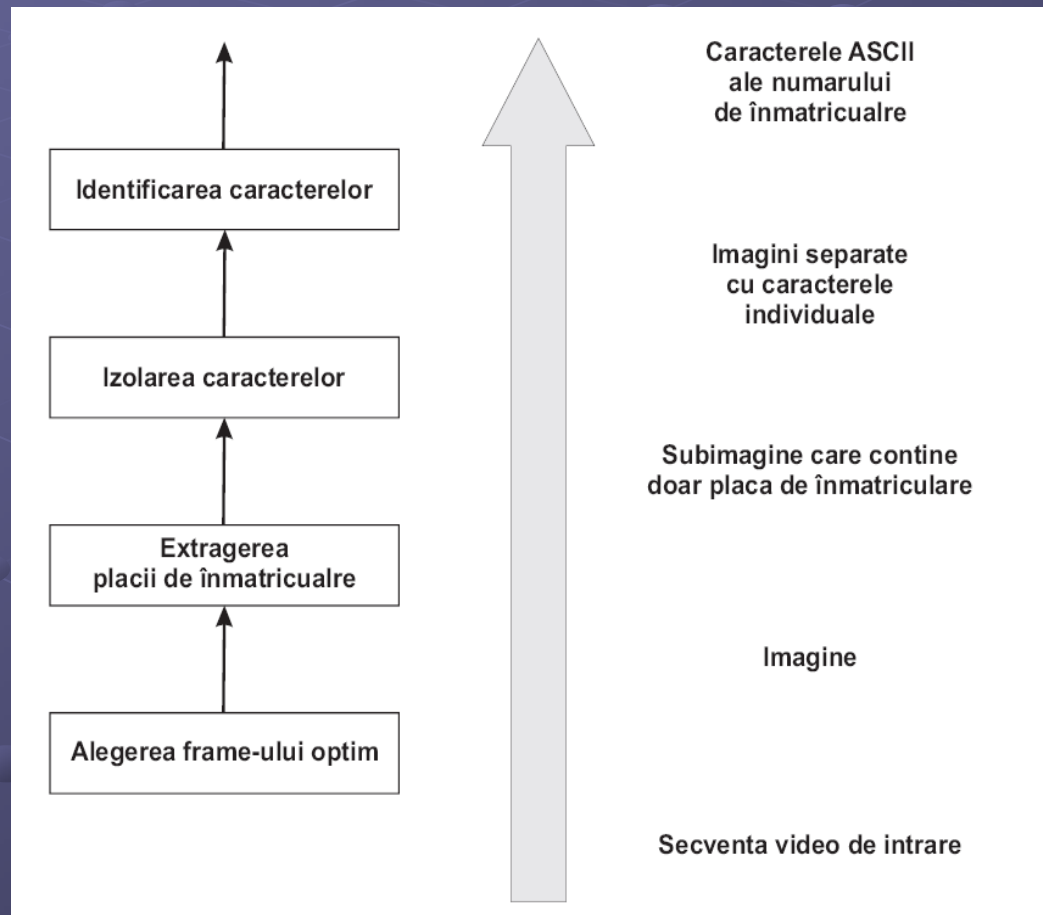 Caracterele ASCII
ale numarului
de înmatricualre
Identificarea caracterelor
Imagini separate
cu caracterele
individuale
Izolarea caracterelor
Subimagine care contine
doar placa de înmatriculare
Extragerea
placii de înmatricualre
Imagine
Alegerea frame-ului optim
Secventa video de intrare